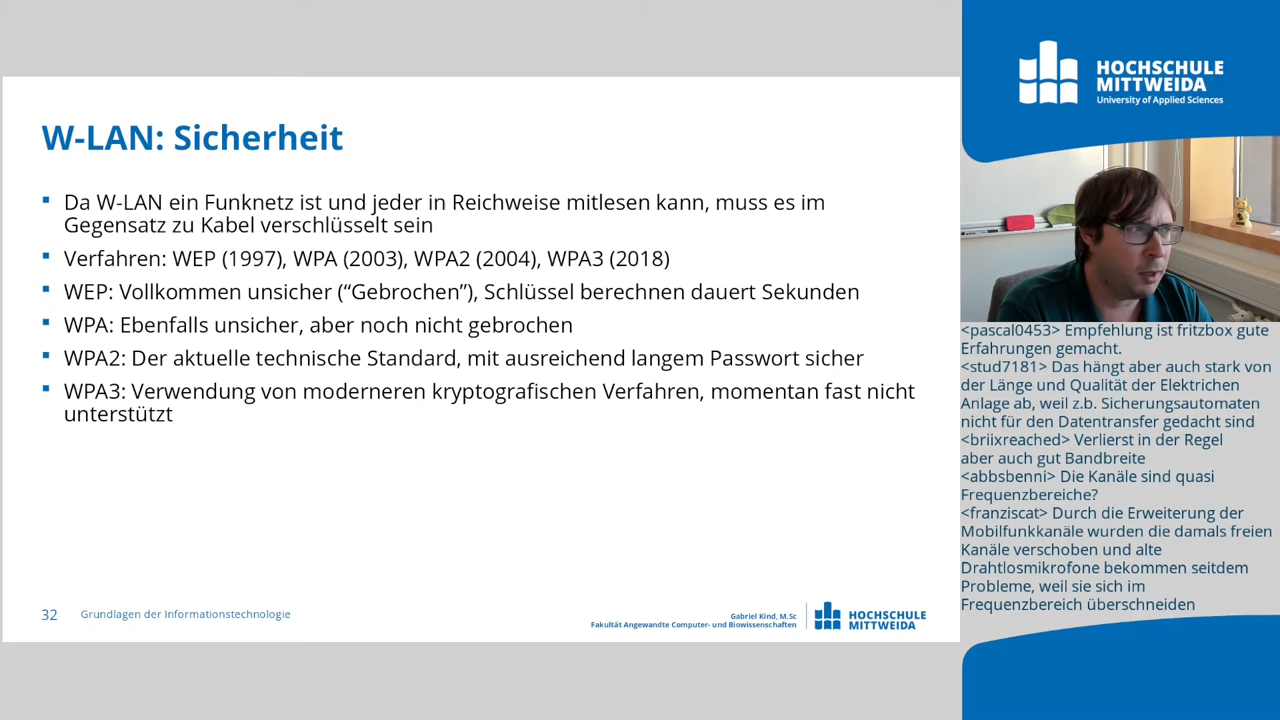 W-LAN: Sicherheit
Da W-LAN ein Funknetz ist und jeder in Reichweise mitlesen kann, muss es im
Gegensatz zu Kabel verschlüsselt sein
Verfahren: WEP (1997), WPA (2003), WPA2 (2004), WPA3 (2018)
WEP: Vollkommen unsicher (“Gebrochen”), Schlüssel berechnen dauert Sekunden
WPA: Ebenfalls unsicher, aber noch nicht gebrochen
WPA2: Der aktuelle technische Standard, mit ausreichend langem Passwort sicher
WPA3: Verwendung von moderneren kryptografischen Verfahren, momentan fast nicht
unterstützt
32 Grundlagen der Informationstechnologie
Gabriel Kind, M.Sc
Fakultät Angewandte Computer- und Biowissenschaften
HOCHSCHULE
MITTWEIDA
HOCHSCHULE
MITTWEIDA
University of Applied Sciences
<pascal0453> Empfehlung ist fritzbox gute
Erfahrungen gemacht.
<stud7181> Das hängt aber auch stark von
der Länge und Qualität der Elektrichen
Anlage ab, weil z.b. Sicherungsautomaten
nicht für den Datentransfer gedacht sind
<briixreached> Verlierst in der Regel
aber auch gut Bandbreite
<abbsbenni> Die Kanäle sind quasi
Frequenzbereiche?
<franziscat> Durch die Erweiterung der
Mobilfunkkanäle wurden die damals freien
Kanäle verschoben und alte
Drahtlosmikrofone bekommen seitdem
Probleme, weil sie sich im
Frequenzbereich überschneiden